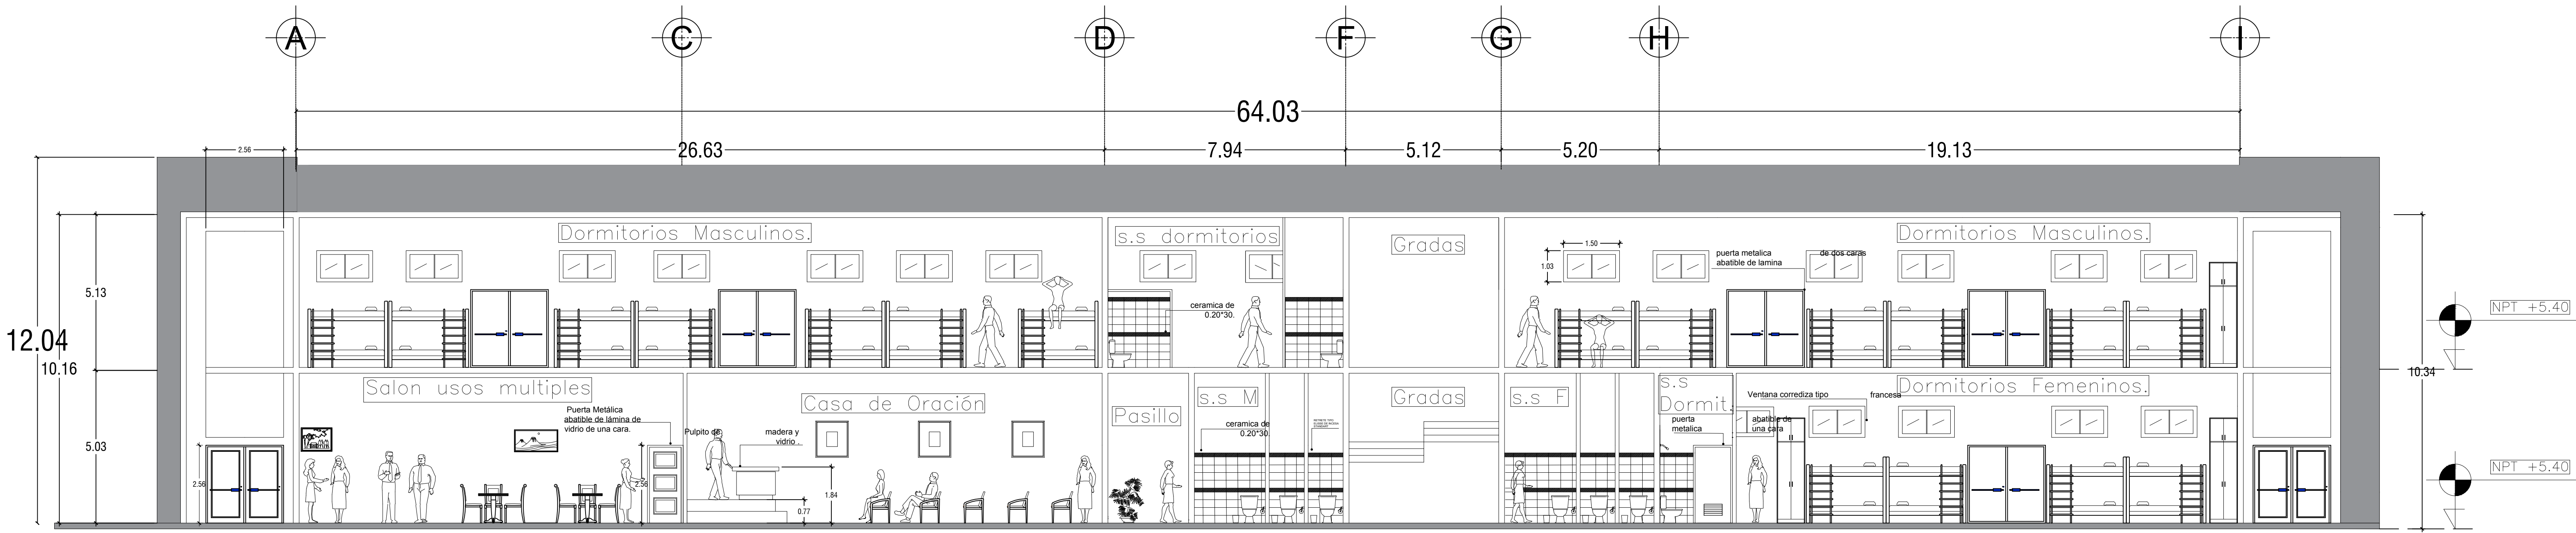 A
C
D
F
G
H
I
64.03
2.56
26.63
7.94
5.12
5.20
19.13
Dormitorios Masculinos.
s.s dormitorios
Gradas
Dormitorios Masculinos.
1.50
1.03
puerta metalica
abatible de lamina
de dos caras
ceramica de
0.20*30.
5.13
12.04
10.16
5.03
NPT +5.40
10.34
Salon usos multiples
Puerta Metálica
abatible de lámina de
vidrio de una cara.
Casa de Oración
Pulpito de
madera y
vidrio .
Pasillo
s.s M
ceramica de
0.20*30.
Gradas
s.s F
s.s
Dormit.
puerta
metalica
abatible de
una cara
Dormitorios Femeninos.
Ventana corrediza tipo
francesa
2.56
2.56
1.84
0.77
NPT +5.40